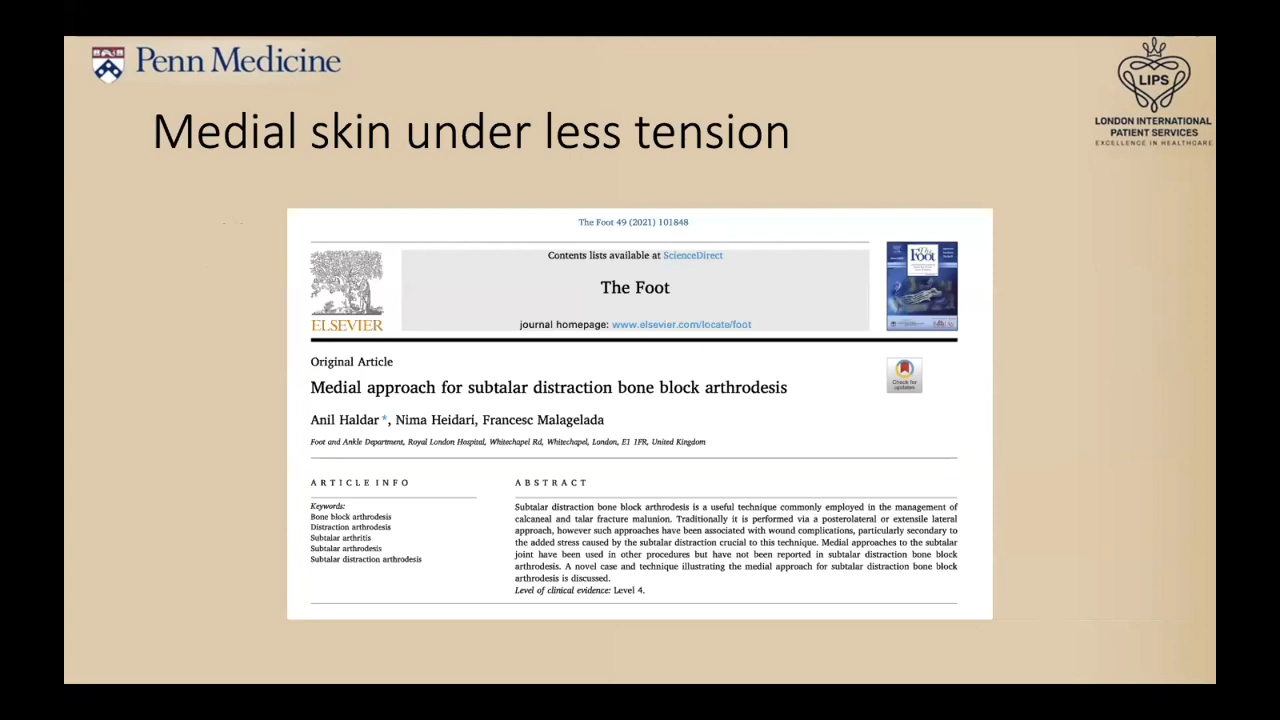 Penn Medicine
LIPS
LONDON INTERNATIONAL
PATIENT SERVICES
EXCELLENCE IN HEALTHCARE
Medial skin under less tension
The Foot 49 (2021) 101848
Contents lists available at ScienceDirect
The Foot
journal homepage: www.elsevier.com/locate/foot
ELSEVIER
The Foot
Original Article
Check for
updates
Medial approach for subtalar distraction bone block arthrodesis
Anil Haldar *, Nima Heidari, Francesc Malagelada
Foot and Ankle Department, Royal London Hospital, Whitechapel Rd, Whitechapel, London, E1 1FR, United Kingdom
ARTICLE INFO
Keywords:
Bone block arthrodesis
Distraction arthrodesis
Subtalar arthritis
Subtalar arthrodesis
Subtalar distraction arthrodesis
ABSTRACT
Subtalar distraction bone block arthrodesis is a useful technique commonly employed in the management of
calcaneal and talar fracture malunion. Traditionally it is performed via a posterolateral or extensile lateral
approach, however such approaches have been associated with wound complications, particularly secondary to
the added stress caused by the subtalar distraction crucial to this technique. Medial approaches to the subtalar
joint have been used in other procedures but have not been reported in subtalar distraction bone block
arthrodesis. A novel case and technique illustrating the medial approach for subtalar distraction bone block
arthrodesis is discussed.
Level of clinical evidence: Level 4.